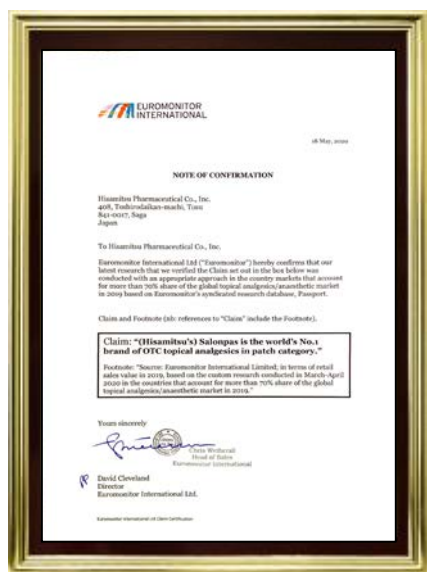 EUROMONITOR
INTERNATIONAL
18 May, 2020
NOTE OF CONFIRMATION
Hisamitsu Pharmaceutical Co., Inc.
408, Tashirodaikan-machi, Tosu
841-0017, Saga
Japan
To Hisamitsu Pharmaceutical Co., Inc.
Euromonitor International Ltd ("Euromonitor") hereby confirms that our
latest research that we verified the Claim set out in the box below was
conducted with an appropriate approach in the country markets that account
for more than 70% share of the global topical analgesics/anaesthetic market
in 2019 based on Euromonitor's syndicated research database, Passport.
Claim and Footnote (nb: references to "Claim" include the Footnote).
Claim: "(Hisamitsu's) Salonpas is the world's No.1
brand of OTC topical analgesics in patch category."
Footnote: "Source: Euromonitor International Limited; in terms of retail
sales value in 2019, based on the custom research conducted in March-April
2020 in the countries that account for more than 70% share of the global
topical analgesics/anaesthetic market in 2019."
Yours sincerely
Chris Wetherall
Head of Sales
Euromonitor International
David Cleveland
Director
Euromonitor International Ltd.
Euromonitor International Ltd Client Certification